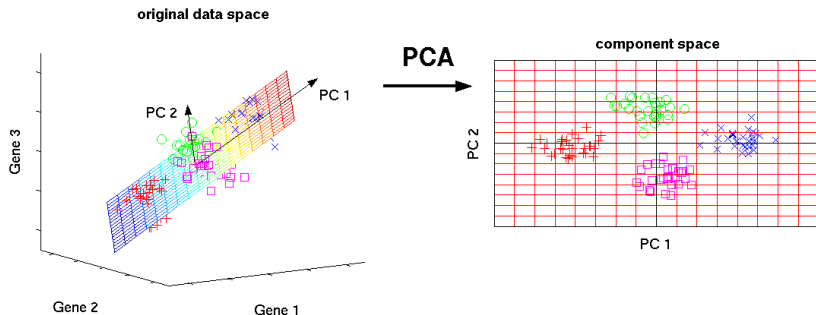 original data space
PC 1
PC 2
Gene 3
Gene 2
Gene 1
PCA
component space
PC 2
PC 1